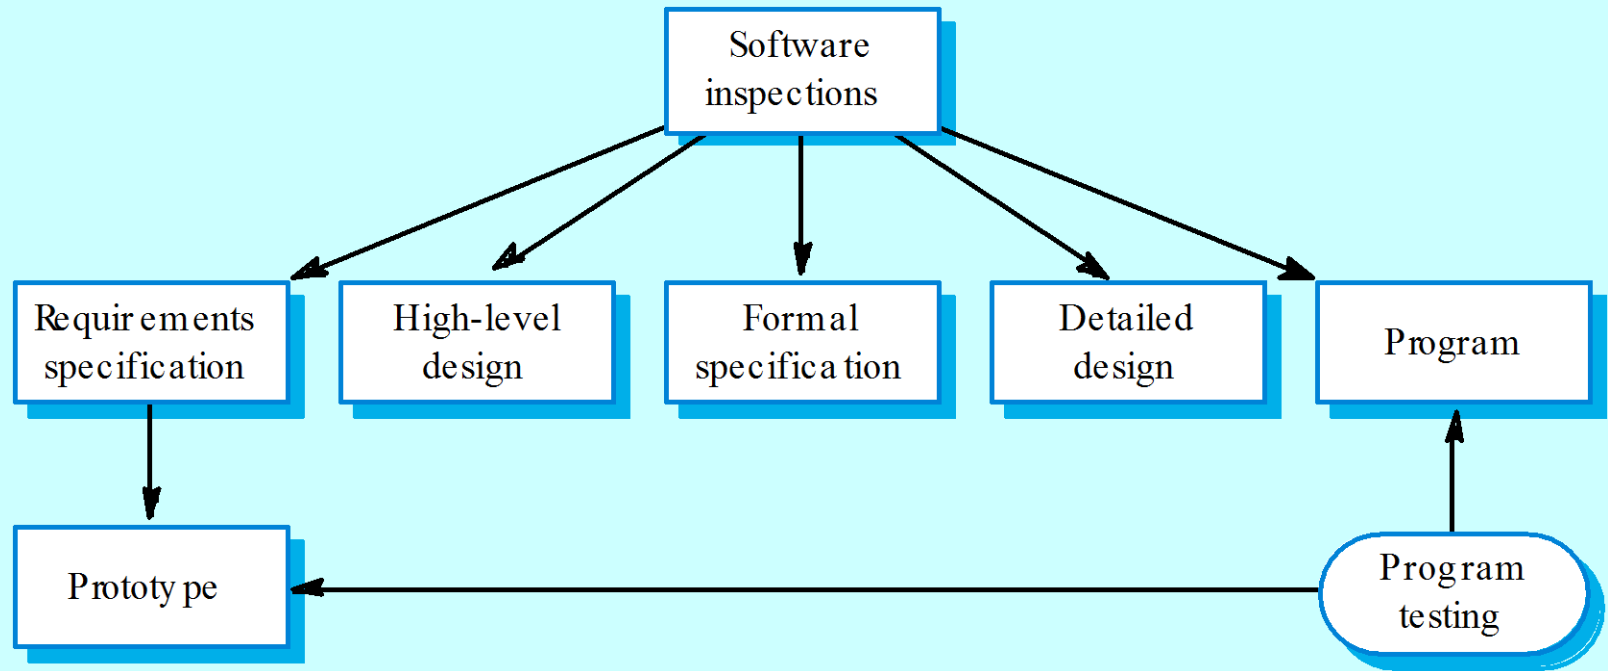 Software
inspections
Requirements
specification
High-level
design
Formal
specification
Detailed
design
Program
Prototype
Program
testing